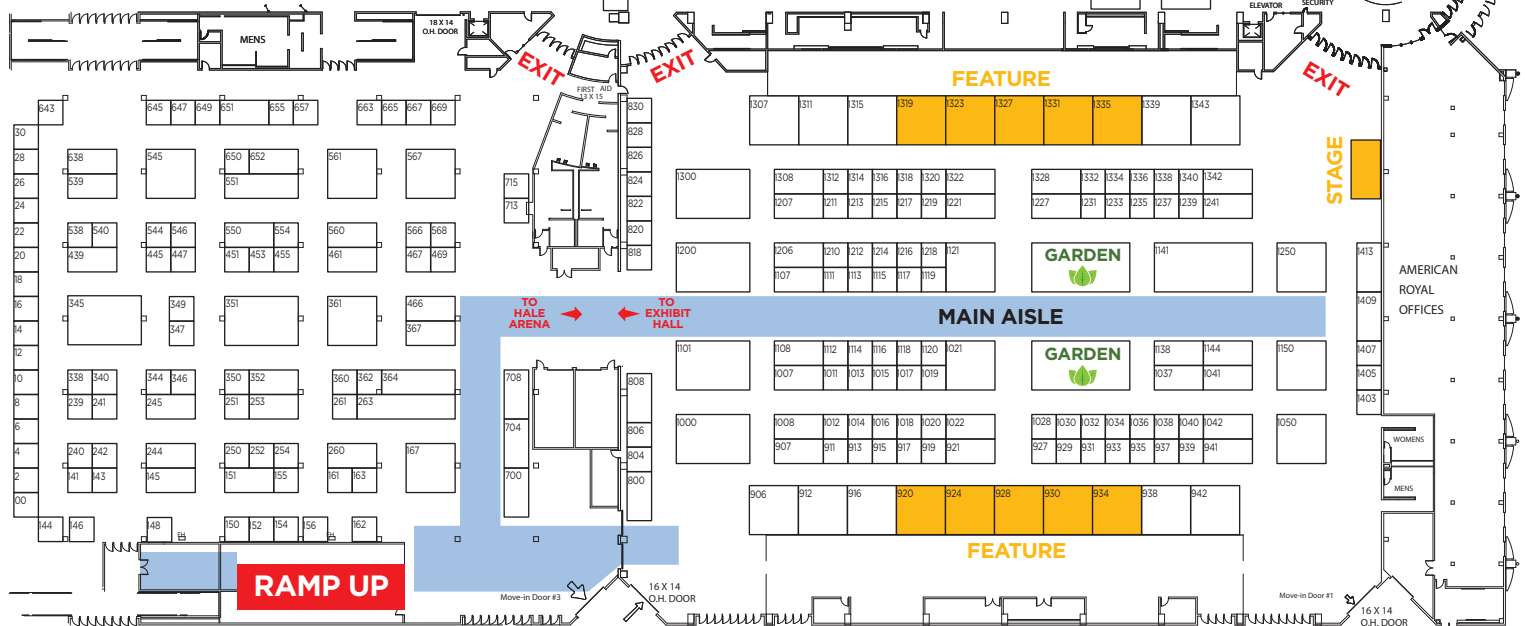 ELEVATOR
SECURITY
18 X 14
O.H. DOOR
MENS
EXIT
EXIT
EXIT
FEATURE
FIRST AID
13 X 15
643
645 647 649 651 655 657
663 665 667 669
830
1307 1311 1315 1319 1323 1327 1331 1335 1339 1343
30
828
28
638
545
650 652
561
567
826
STAGE
26
539
551
715
824
1300
1308 1312 1314 1316 1318 1320 1322
1328 1332 1334 1336 1338 1340 1342
24
713
822
1207 1211 1213 1215 1217 1219 1221
1227 1231 1233 1235 1237 1239 1241
22
538 540
544 546
550 554
560
566 568
820
20
439
445 447
451 453 455
461
467 469
818
1200
1206 1210 1212 1214 1216 1218 1121
GARDEN
1141
1250
1413
18
1107 1111 1113 1115 1117 1119
AMERICAN
ROYAL
OFFICES
16
345
349
351
361
466
TO
HALE
ARENA
TO
EXHIBIT
HALL
MAIN AISLE
1409
14
347
367
12
1101
1108 1112 1114 1116 1118 1120 1021
GARDEN
1138 1144
1150
1407
10
338 340
344 346
350 352
360 362 364
708
808
1007 1011 1013 1015 1017 1019
1037 1041
1405
8
239 241
245
251 253
261 263
1403
6
704
806
1000
1008 1012 1014 1016 1018 1020 1022
1028 1030 1032 1034 1036 1038 1040 1042
1050
4
240 242
244
250 252 254
260
167
804
907 911 913 915 917 919 921
927 929 931 933 935 937 939 941
WOMENS
2
141 143
145
151 155
161 163
700
800
MENS
00
906 912 916 920 924 928 930 934 938 942
144 146
148
150 152 154 156
162
FEATURE
RAMP UP
Move-in Door #3
16 X 14
O.H. DOOR
Move-in Door #1
16 X 14
O.H. DOOR